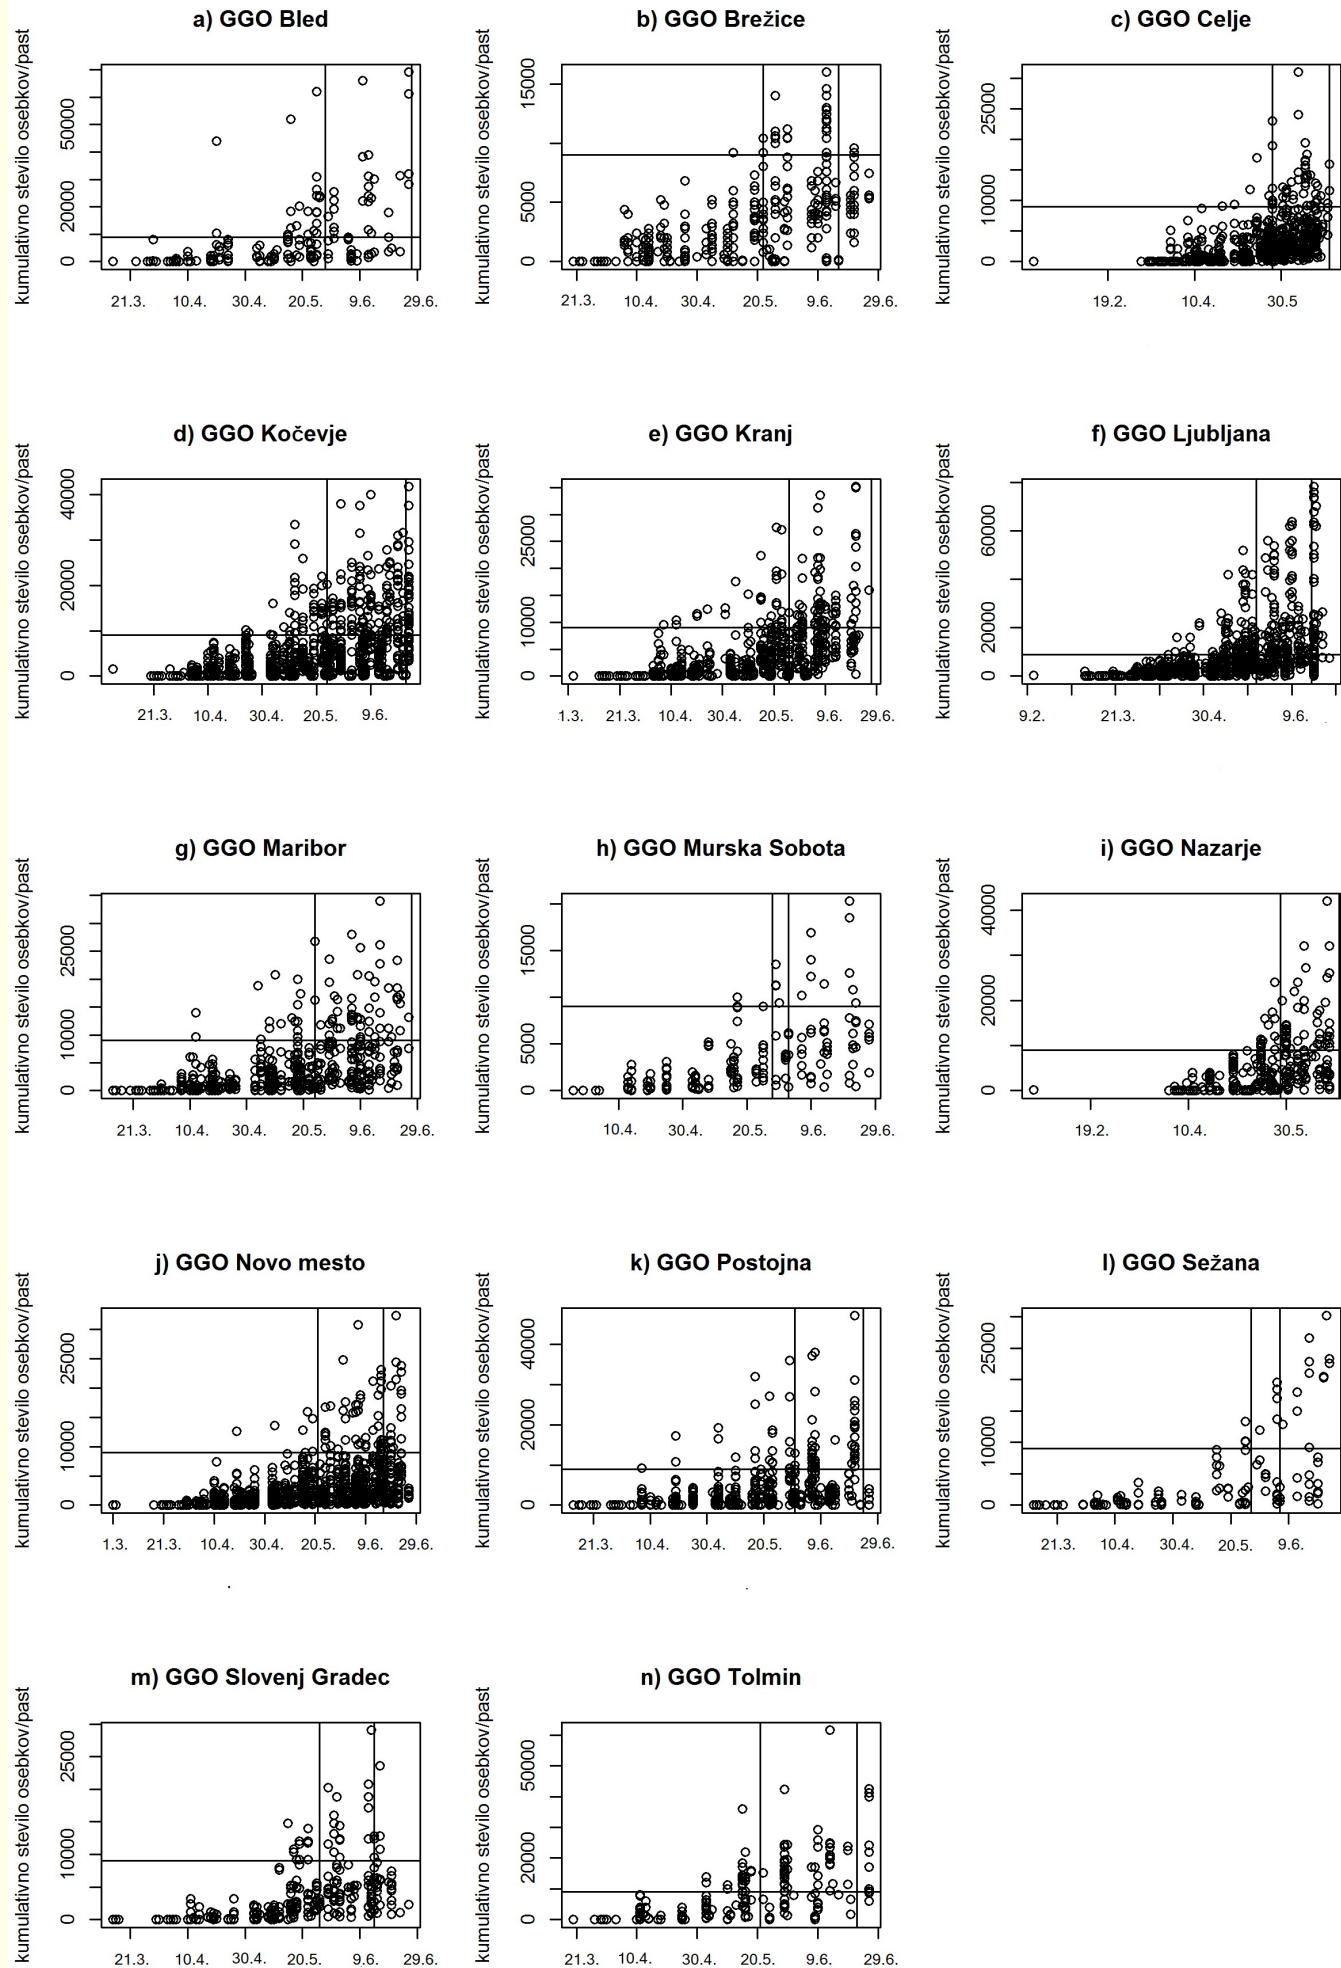 a) GGO Bled
kumulativno stevilo osebkov/past
0 20000 50000
21.3. 10.4. 30.4. 20.5. 9.6. 29.6.
b) GGO Brežice
kumulativno stevilo osebkov/past
0 5000 15000
21.3. 10.4. 30.4. 20.5. 9.6. 29.6.
c) GGO Celje
kumulativno stevilo osebkov/past
0 10000 25000
19.2. 10.4. 30.5
d) GGO Kočevje
kumulativno stevilo osebkov/past
0 20000 40000
21.3. 10.4. 30.4. 20.5. 9.6.
e) GGO Kranj
kumulativno stevilo osebkov/past
0 10000 25000
1.3. 21.3. 10.4. 30.4. 20.5. 9.6. 29.6.
f) GGO Ljubljana
kumulativno stevilo osebkov/past
0 20000 60000
9.2. 21.3. 30.4. 9.6.
g) GGO Maribor
kumulativno stevilo osebkov/past
0 10000 25000
21.3. 10.4. 30.4. 20.5. 9.6. 29.6.
h) GGO Murska Sobota
kumulativno stevilo osebkov/past
0 5000 15000
10.4. 30.4. 20.5. 9.6. 29.6.
i) GGO Nazarje
kumulativno stevilo osebkov/past
0 20000 40000
19.2. 10.4. 30.5.
j) GGO Novo mesto
kumulativno stevilo osebkov/past
0 10000 25000
1.3. 21.3. 10.4. 30.4. 20.5. 9.6. 29.6.
k) GGO Postojna
kumulativno stevilo osebkov/past
0 20000 40000
21.3. 10.4. 30.4. 20.5. 9.6. 29.6.
l) GGO Sežana
kumulativno stevilo osebkov/past
0 10000 25000
21.3. 10.4. 30.4. 20.5. 9.6.
m) GGO Slovenj Gradec
kumulativno stevilo osebkov/past
0 10000 25000
21.3. 10.4. 30.4. 20.5. 9.6. 29.6.
n) GGO Tolmin
kumulativno stevilo osebkov/past
0 20000 50000
21.3. 10.4. 30.4. 20.5. 9.6. 29.6.